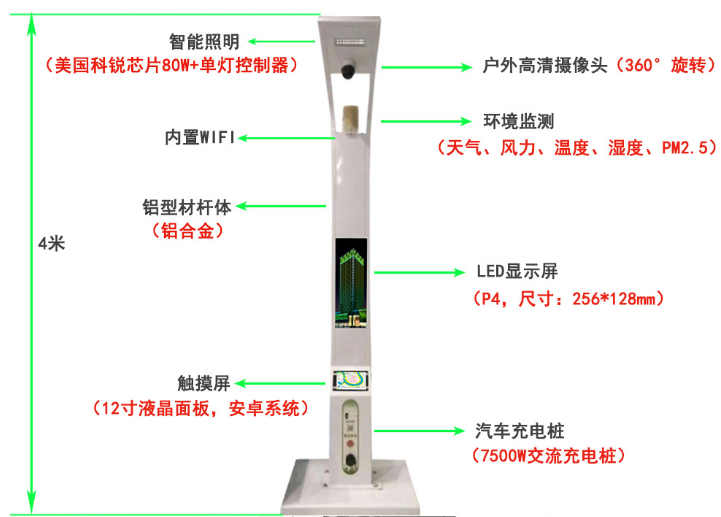 智能照明
（美国科锐芯片80W+单灯控制器）
户外高清摄像头（360°旋转）
环境监测
（天气、风力、温度、湿度、PM2.5）
内置WIFI
铝型材杆体
（铝合金）
4米
LED显示屏
（P4，尺寸：256*128mm）
触摸屏
（12寸液晶面板，安卓系统）
汽车充电桩
（7500W交流充电桩）